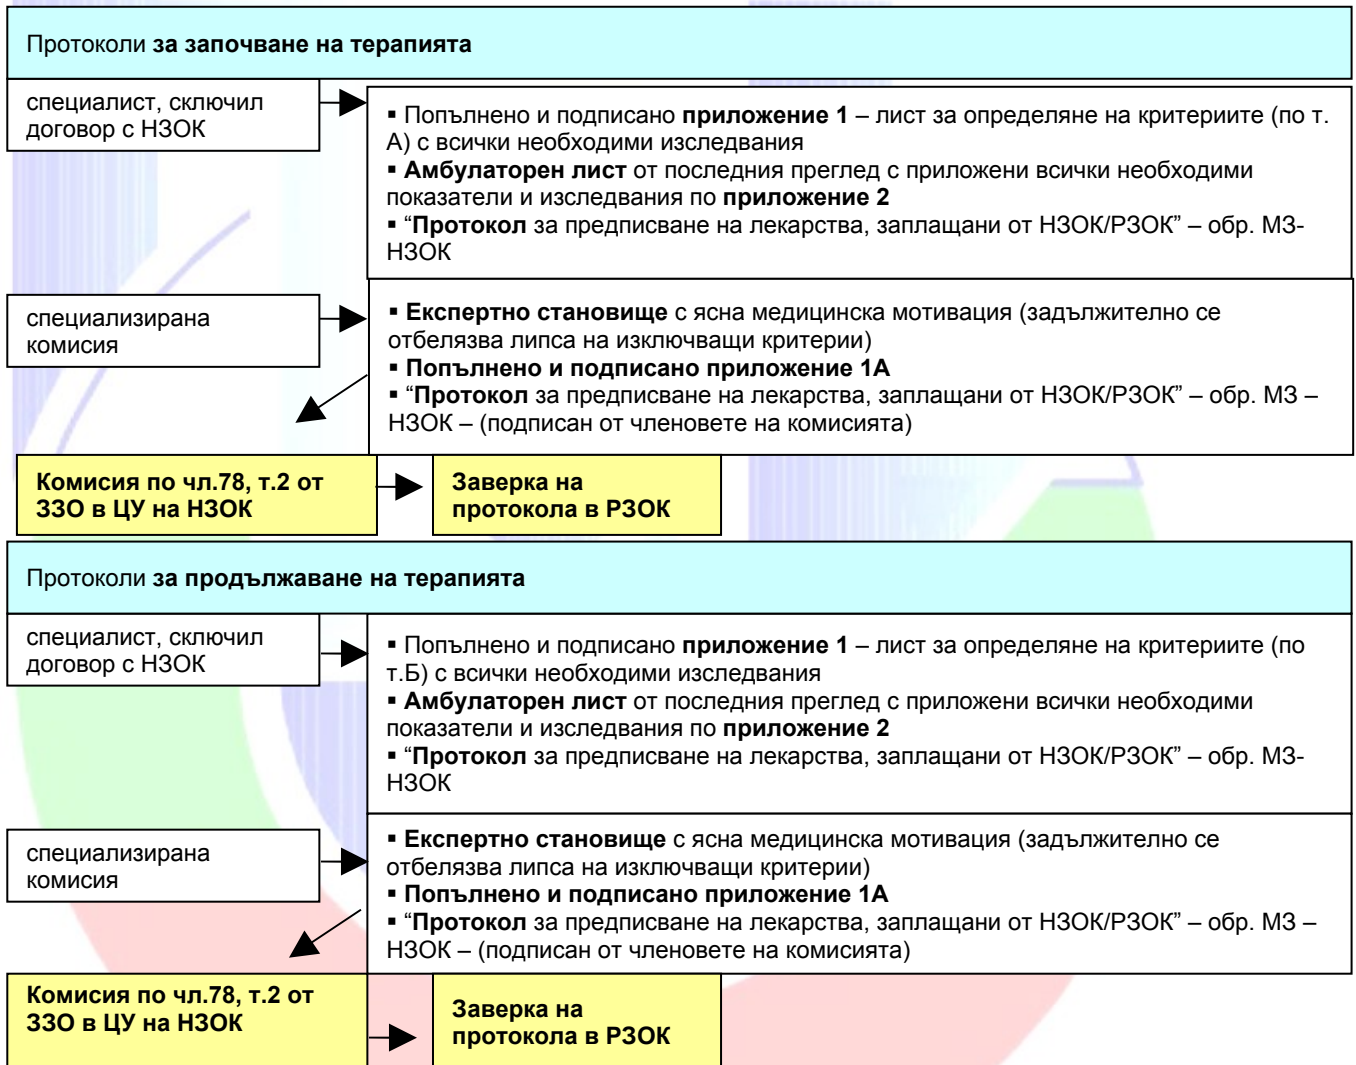 Протоколи за започване на терапията
специалист, сключил
договор с НЗОК
▪ Попълнено и подписано приложение 1 – лист за определяне на критериите (по т.
А) с всички необходими изследвания
▪ Амбулаторен лист от последния преглед с приложени всички необходими
показатели и изследвания по приложение 2
▪ “Протокол за предписване на лекарства, заплащани от НЗОК/РЗОК” – обр. МЗ-
НЗОК
специализирана
комисия
▪ Експертно становище с ясна медицинска мотивация (задължително се
отбелязва липса на изключващи критерии)
▪ Попълнено и подписано приложение 1А
▪ “Протокол за предписване на лекарства, заплащани от НЗОК/РЗОК” – обр. МЗ –
НЗОК – (подписан от членовете на комисията)
Комисия по чл.78, т.2 от
ЗЗО в ЦУ на НЗОК
Заверка на
протокола в РЗОК
Протоколи за продължаване на терапията
специалист, сключил
договор с НЗОК
▪ Попълнено и подписано приложение 1 – лист за определяне на критериите (по
т.Б) с всички необходими изследвания
▪ Амбулаторен лист от последния преглед с приложени всички необходими
показатели и изследвания по приложение 2
▪ “Протокол за предписване на лекарства, заплащани от НЗОК/РЗОК” – обр. МЗ-
НЗОК
специализирана
комисия
▪ Експертно становище с ясна медицинска мотивация (задължително се
отбелязва липса на изключващи критерии)
▪ Попълнено и подписано приложение 1А
▪ “Протокол за предписване на лекарства, заплащани от НЗОК/РЗОК” – обр. МЗ –
НЗОК – (подписан от членовете на комисията)
Комисия по чл.78, т.2 от
ЗЗО в ЦУ на НЗОК
Заверка на
протокола в РЗОК